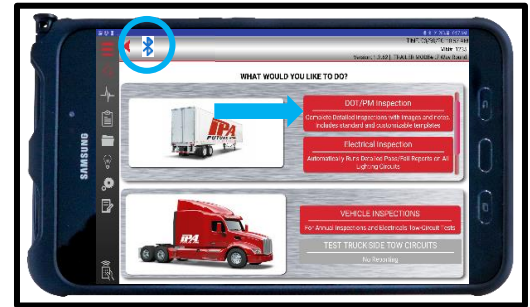 WHAT WOULD YOU LIKE TO DO?
IPA
DOT/PM Inspection
Complete Detailed Inspections with Images and notes.
Includes standard and customizable templates
Electrical Inspection
Automatically Runs Detailed Pass/Fail Reports on All
Lighting Circuits
IPA
VEHICLE INSPECTIONS
For Annual Inspections and Electrical Tow-Circuit Tests
TEST TRUCK SIDE TOW CIRCUITS
No Reporting
SAMSUNG